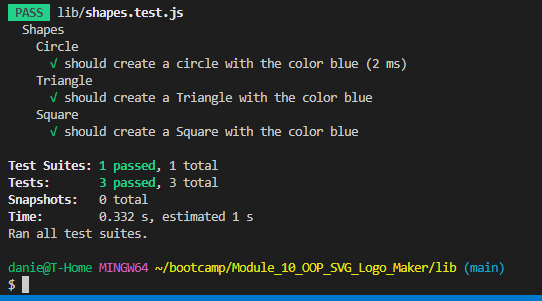 PASS lib/shapes.test.js
Shapes
Circle
√ should create a circle with the color blue (2 ms)
Triangle
√ should create a Triangle with the color blue
Square
√ should create a Square with the color blue
Test Suites: 1 passed, 1 total
Tests: 3 passed, 3 total
Snapshots: 0 total
Time: 0.332 s, estimated 1 s
Ran all test suites.
danie@T-Home MINGW64 ~/bootcamp/Module_10_OOP_SVG_Logo_Maker/lib (main)
$